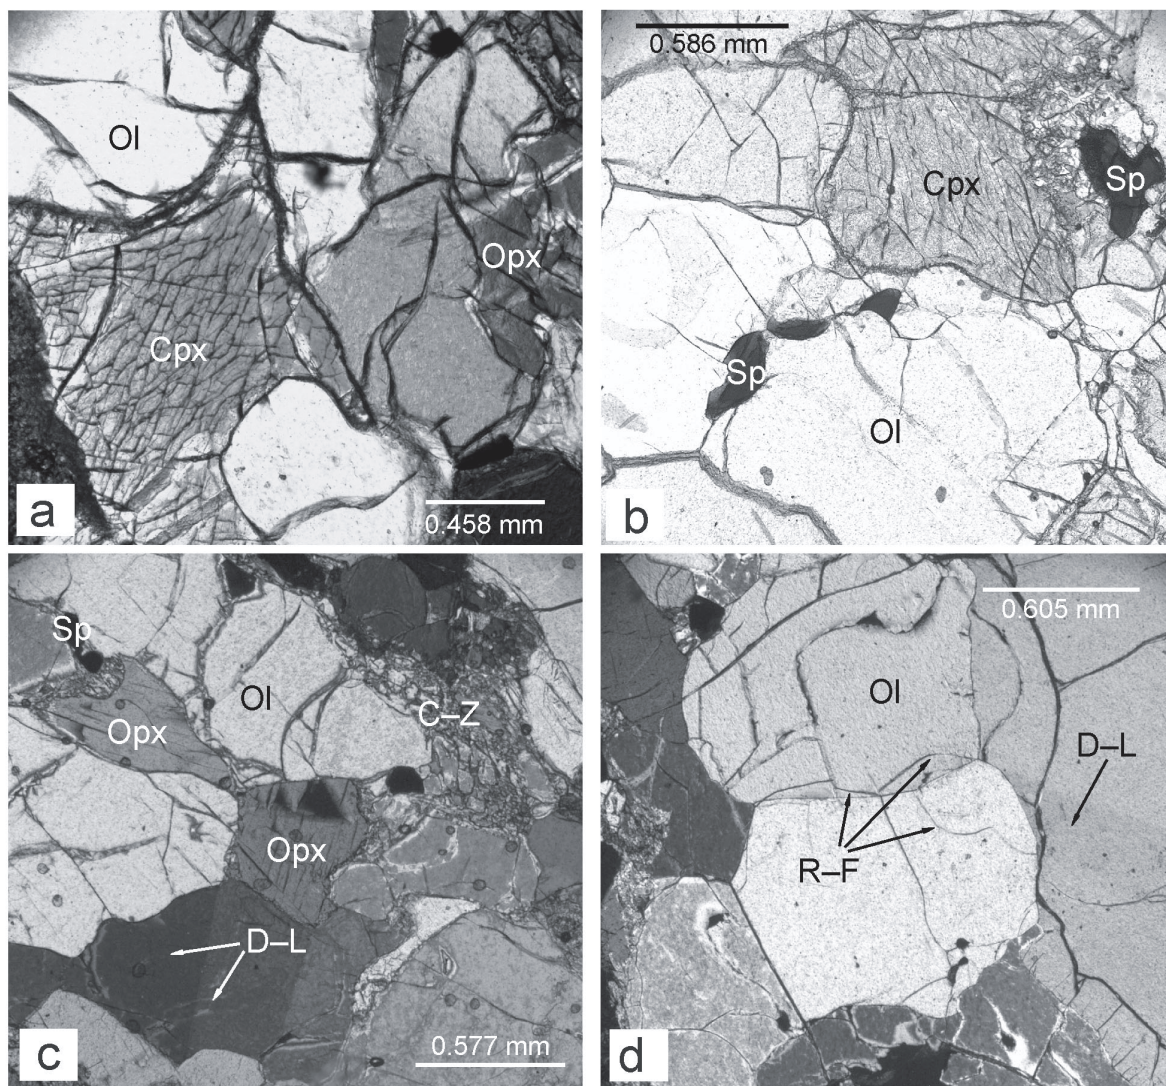 Ol
Opx
Cpx
a
0.458 mm
0.586 mm
Cpx
Sp
Sp
Ol
b
Sp
Ol
C–Z
Opx
Opx
D–L
c
0.577 mm
0.605 mm
Ol
D–L
R–F
d